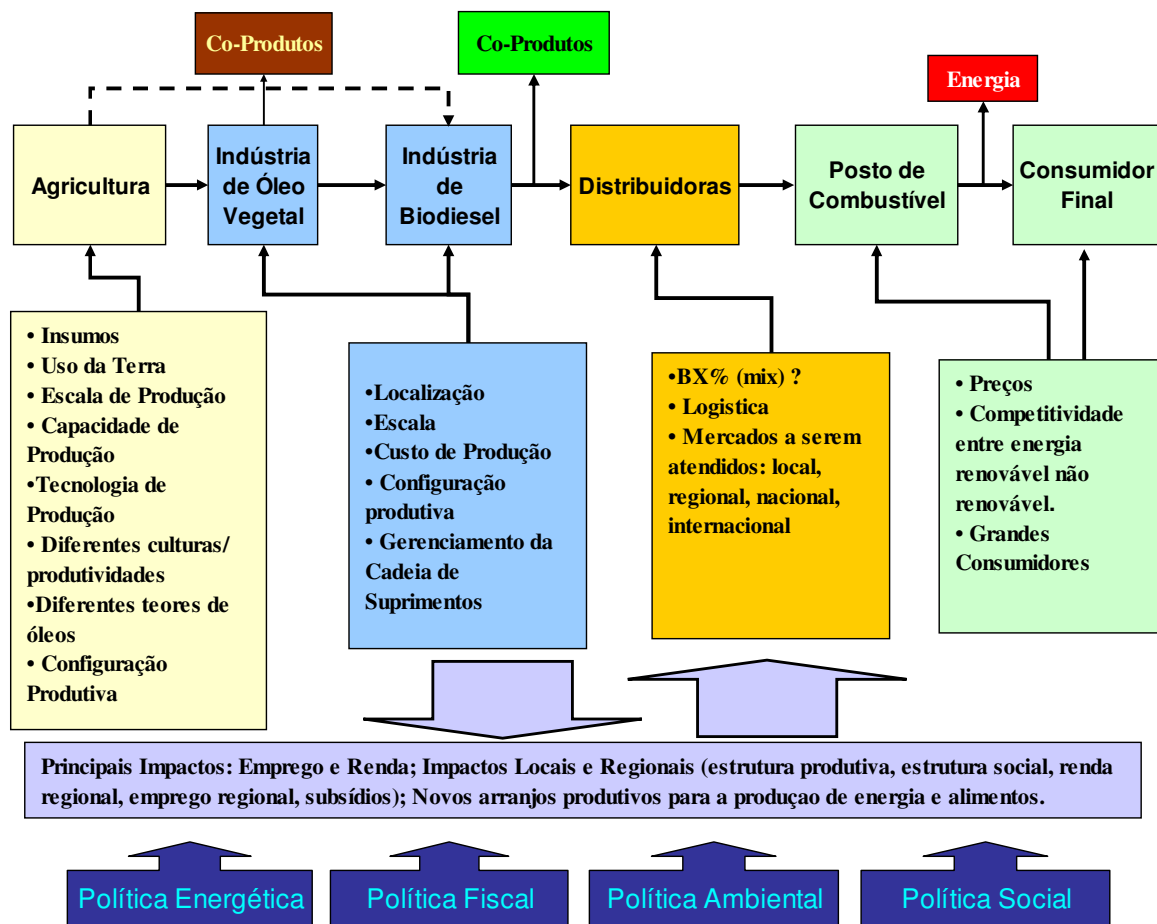 Co-Produtos
Co-Produtos
Energia
Agricultura
Indústria
de Óleo
Vegetal
Indústria
de
Biodiesel
Distribuidoras
Posto de
Combustível
Consumidor
Final
• Insumos
• Uso da Terra
• Escala de Produção
• Capacidade de
Produção
•Tecnologia de
Produção
• Diferentes culturas/
produtividades
•Diferentes teores de
óleos
• Configuração
Produtiva
•Localização
•Escala
•Custo de Produção
• Configuração
produtiva
• Gerenciamento da
Cadeia de
Suprimentos
•BX% (mix) ?
• Logistica
• Mercados a serem
atendidos: local,
regional, nacional,
internacional
• Preços
• Competitividade
entre energia
renovável não
renovável.
• Grandes
Consumidores
Principais Impactos: Emprego e Renda; Impactos Locais e Regionais (estrutura produtiva, estrutura social, renda
regional, emprego regional, subsídios); Novos arranjos produtivos para a produçao de energia e alimentos.
Política Energética
Política Fiscal
Política Ambiental
Política Social